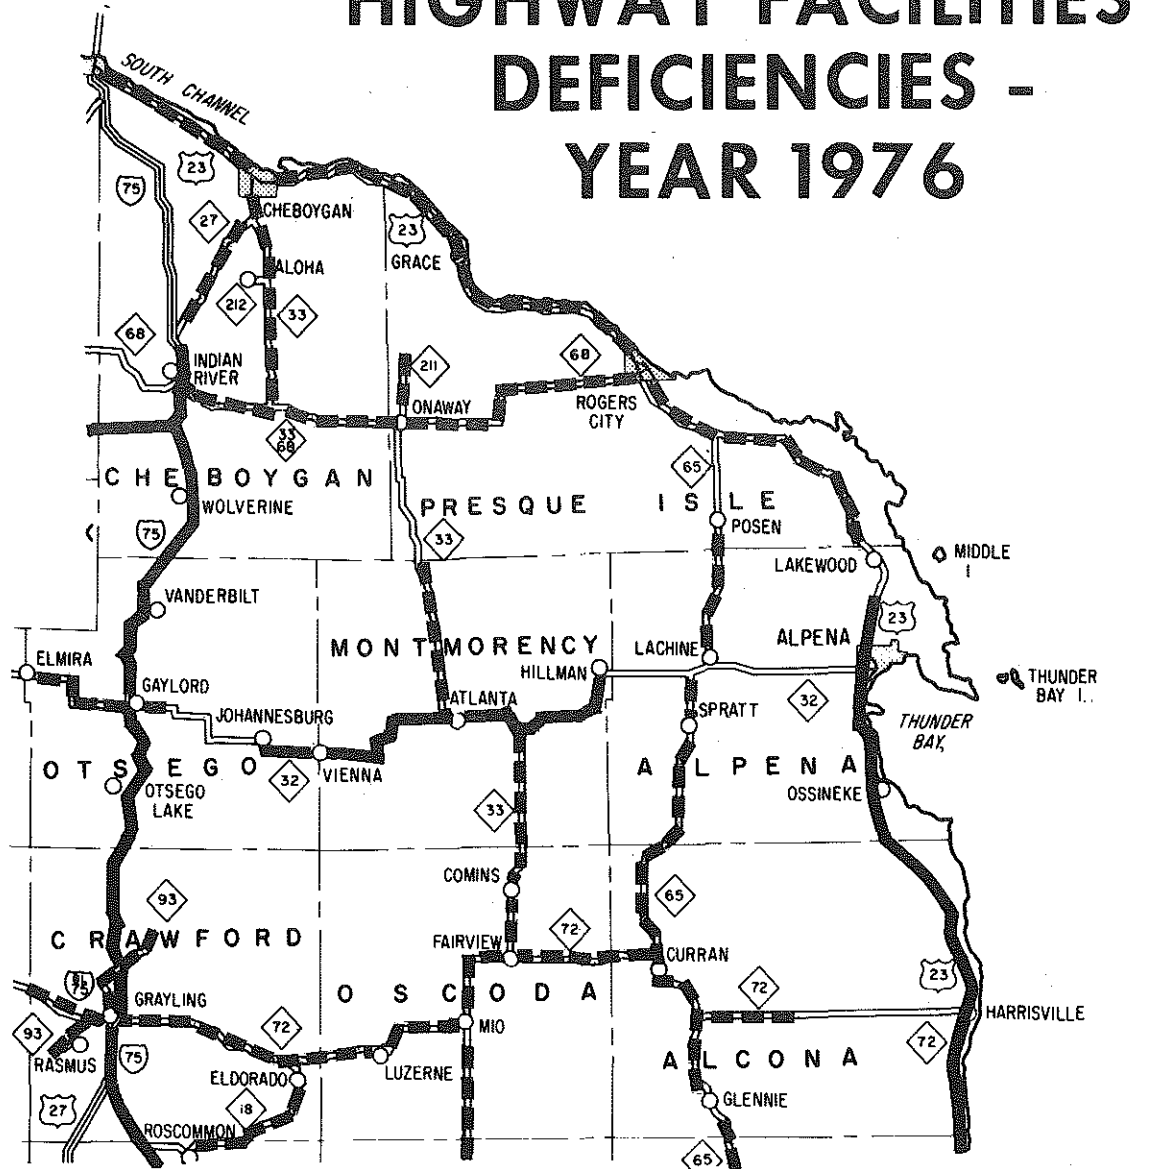 HIGHWAY FACILITIES
DEFICIENCIES -
YEAR 1976
SOUTH CHANNEL
23
75
27
CHEBOYGAN
23
GRACE
ALOHA
212
33
68
INDIAN
RIVER
211
68
ONAWAY
ROGERS
CITY
33
68
65
CHEBOYGAN
WOLVERINE
PRESQUE ISLE
POSEN
75
33
LAKEWOOD
MIDDLE
I
VANDERBILT
23
MONTMORENCY
LACHINE
ALPENA
ELMIRA
HILLMAN
THUNDER
BAY I..
GAYLORD
ATLANTA
SPRATT
32
JOHANNESBURG
THUNDER
BAY,
OTSEGO
32
VIENNA
ALPENA
OTSEGO
LAKE
OSSINEKE
33
COMINS
93
65
CRAWFORD
FAIRVIEW
72
CURRAN
BL
75
GRAYLING
OSCODA
72
23
HARRISVILLE
93
72
MIO
72
RASMUS
75
LUZERNE
ALCONA
ELDORADO
27
18
GLENNIE
ROSCOMMON
65